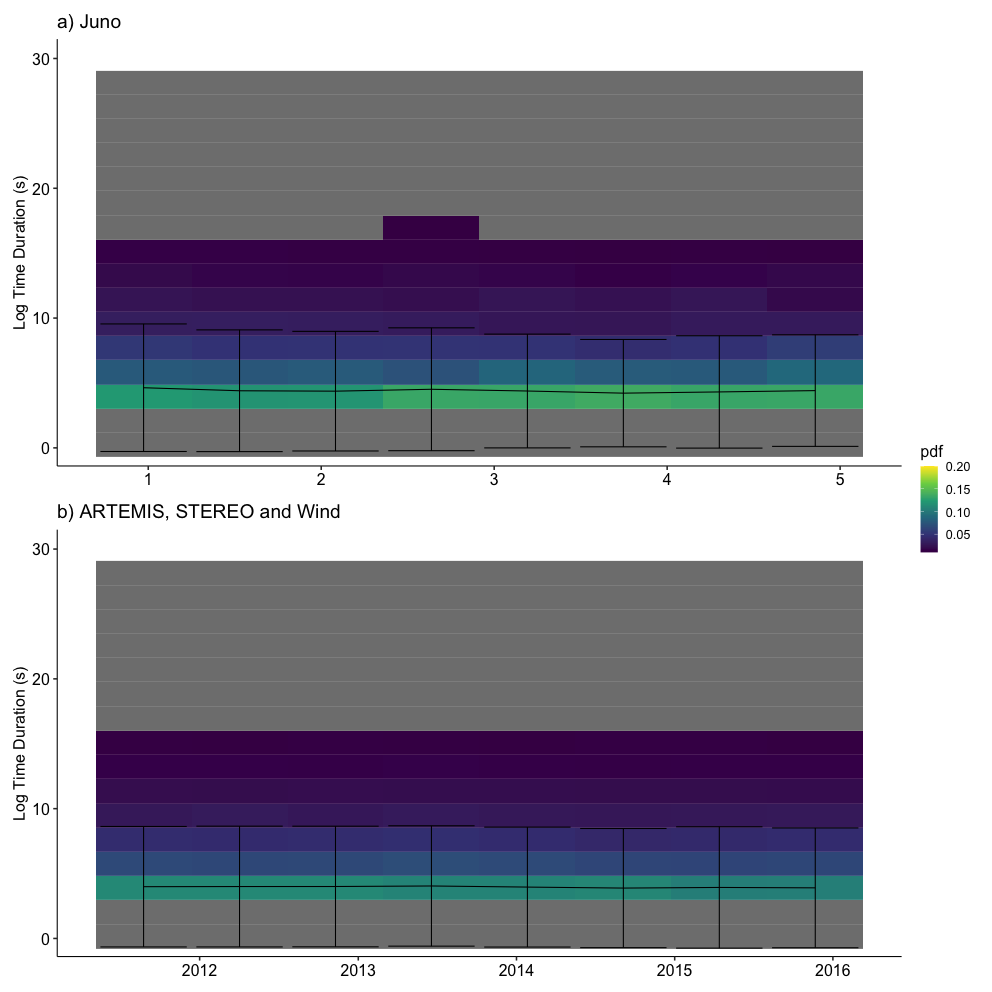 a) Juno
30
20
10
0
Log Time Duration (s)
1 2 3 4 5
pdf
0.20
0.15
0.10
0.05
b) ARTEMIS, STEREO and Wind
30
20
10
0
Log Time Duration (s)
2012 2013 2014 2015 2016